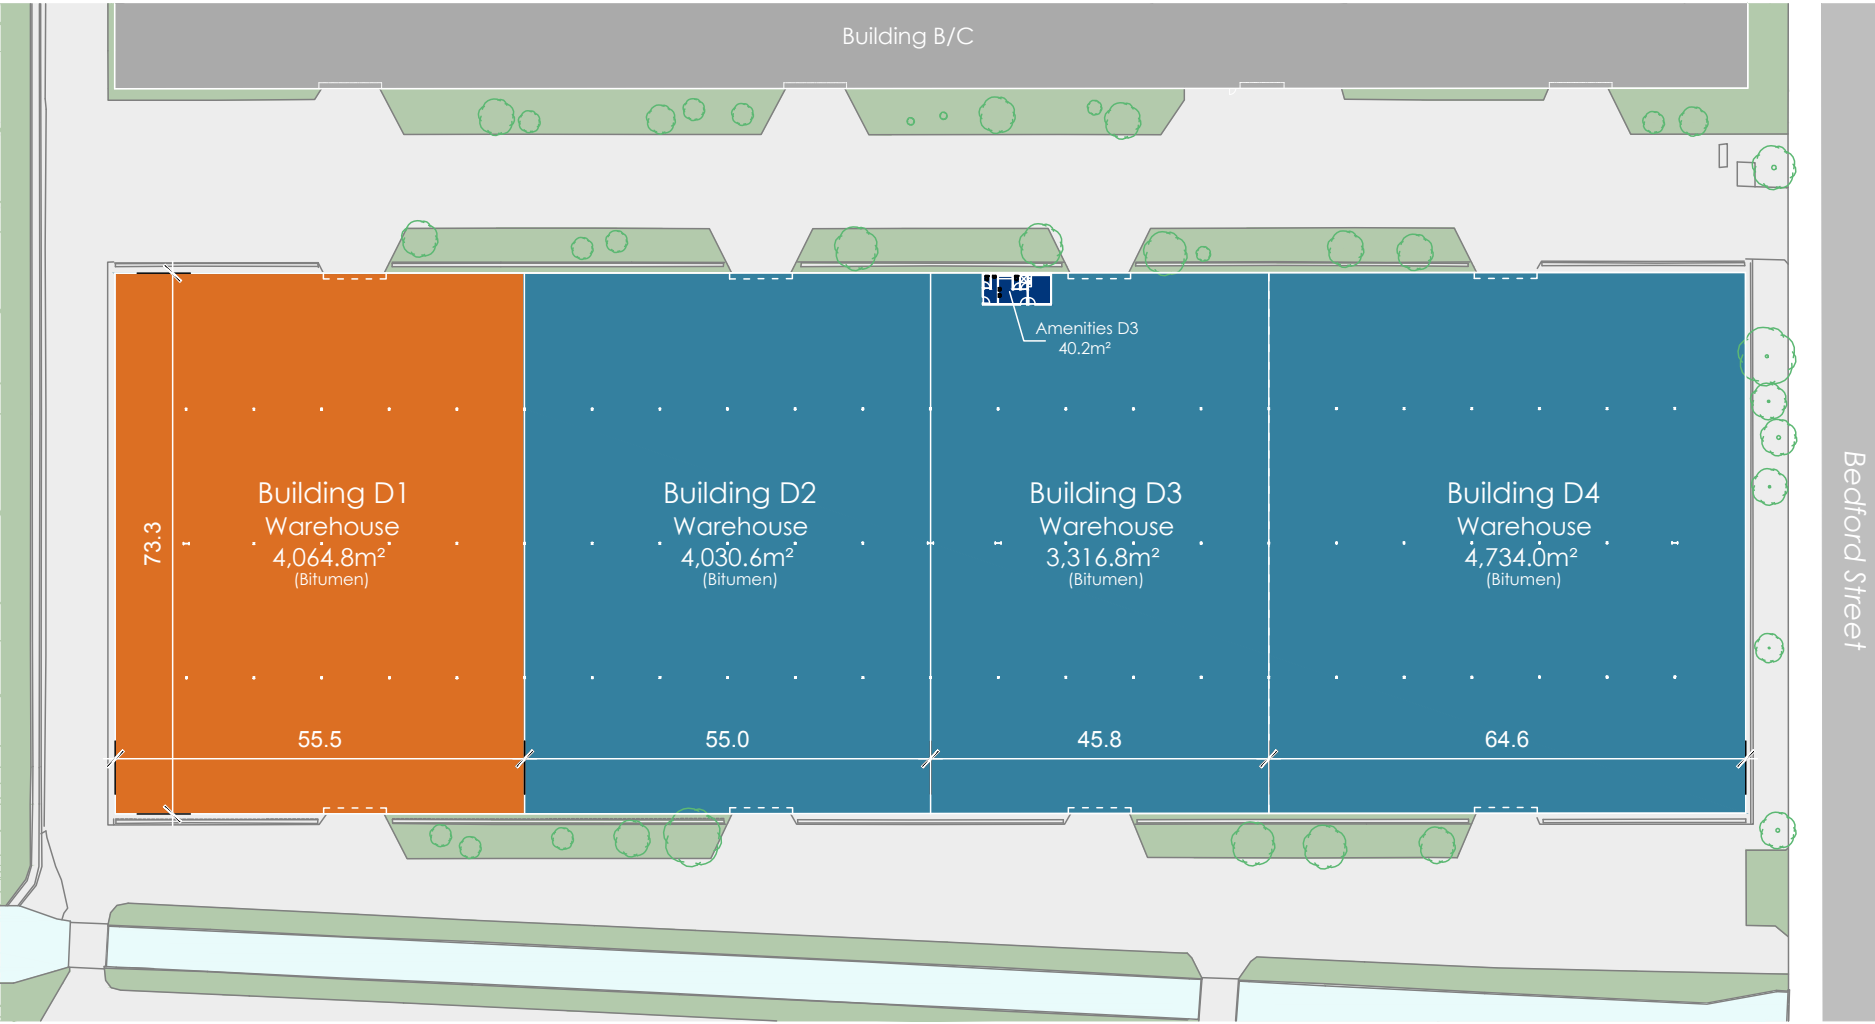 Building B/C
Amenities D3
40.2m²
Building D1
Warehouse
4,064.8m²
(Bitumen)
Building D2
Warehouse
4,030.6m²
(Bitumen)
Building D3
Warehouse
3,316.8m²
(Bitumen)
Building D4
Warehouse
4,734.0m²
(Bitumen)
73.3
55.5
55.0
45.8
64.6
Bedford Street